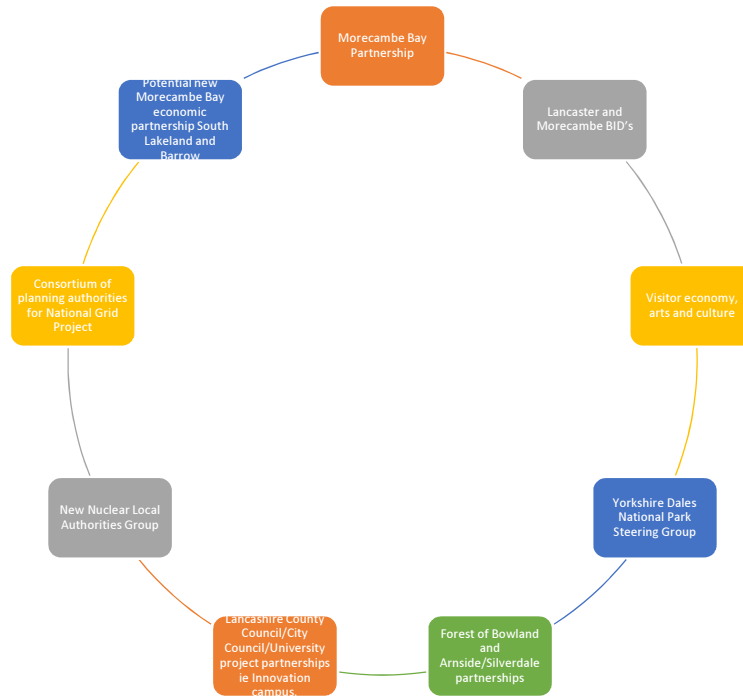 Morecambe Bay
Partnership
Lancaster and
Morecambe BID's
Visitor economy,
arts and culture
Yorkshire Dales
National Park
Steering Group
Forest of Bowland
and
Arnside/Silverdale
partnerships
Lancashire County
Council/City
Council/University
project partnerships
ie Innovation
campus.
New Nuclear Local
Authorities Group
Consortium of
planning authorities
for National Grid
Project
Potential new
Morecambe Bay
economic
partnership South
Lakeland and
Barrow